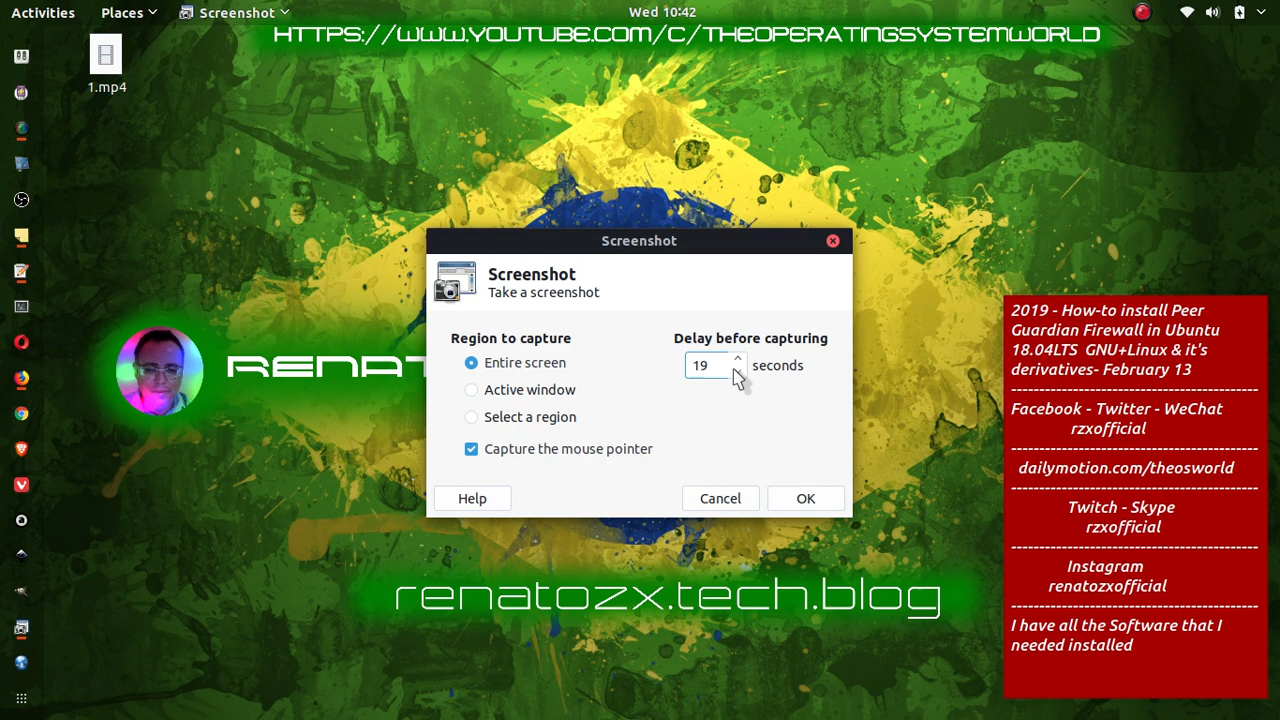 Activities Places Screenshot Wed 10:42
HTTPS://WWW.YOUTUBE.COM/C/THEOPERATINGSYSTEMWORLD
1.mp4
Screenshot
Screenshot
Take a screenshot
Region to capture
Entire screen
Active window
Select a region
Capture the mouse pointer
Delay before capturing
19 seconds
Help Cancel OK
RENAT
renatozx.tech.blog
2019 - How-to install Peer
Guardian Firewall in Ubuntu
18.04LTS GNU+Linux & it's
derivatives- February 13
--------------------------------------------
Facebook - Twitter - WeChat
rzxofficial
--------------------------------------------
dailymotion.com/theosworld
--------------------------------------------
Twitch - Skype
rzxofficial
--------------------------------------------
Instagram
renatozxofficial
--------------------------------------------
I have all the Software that I
needed installed